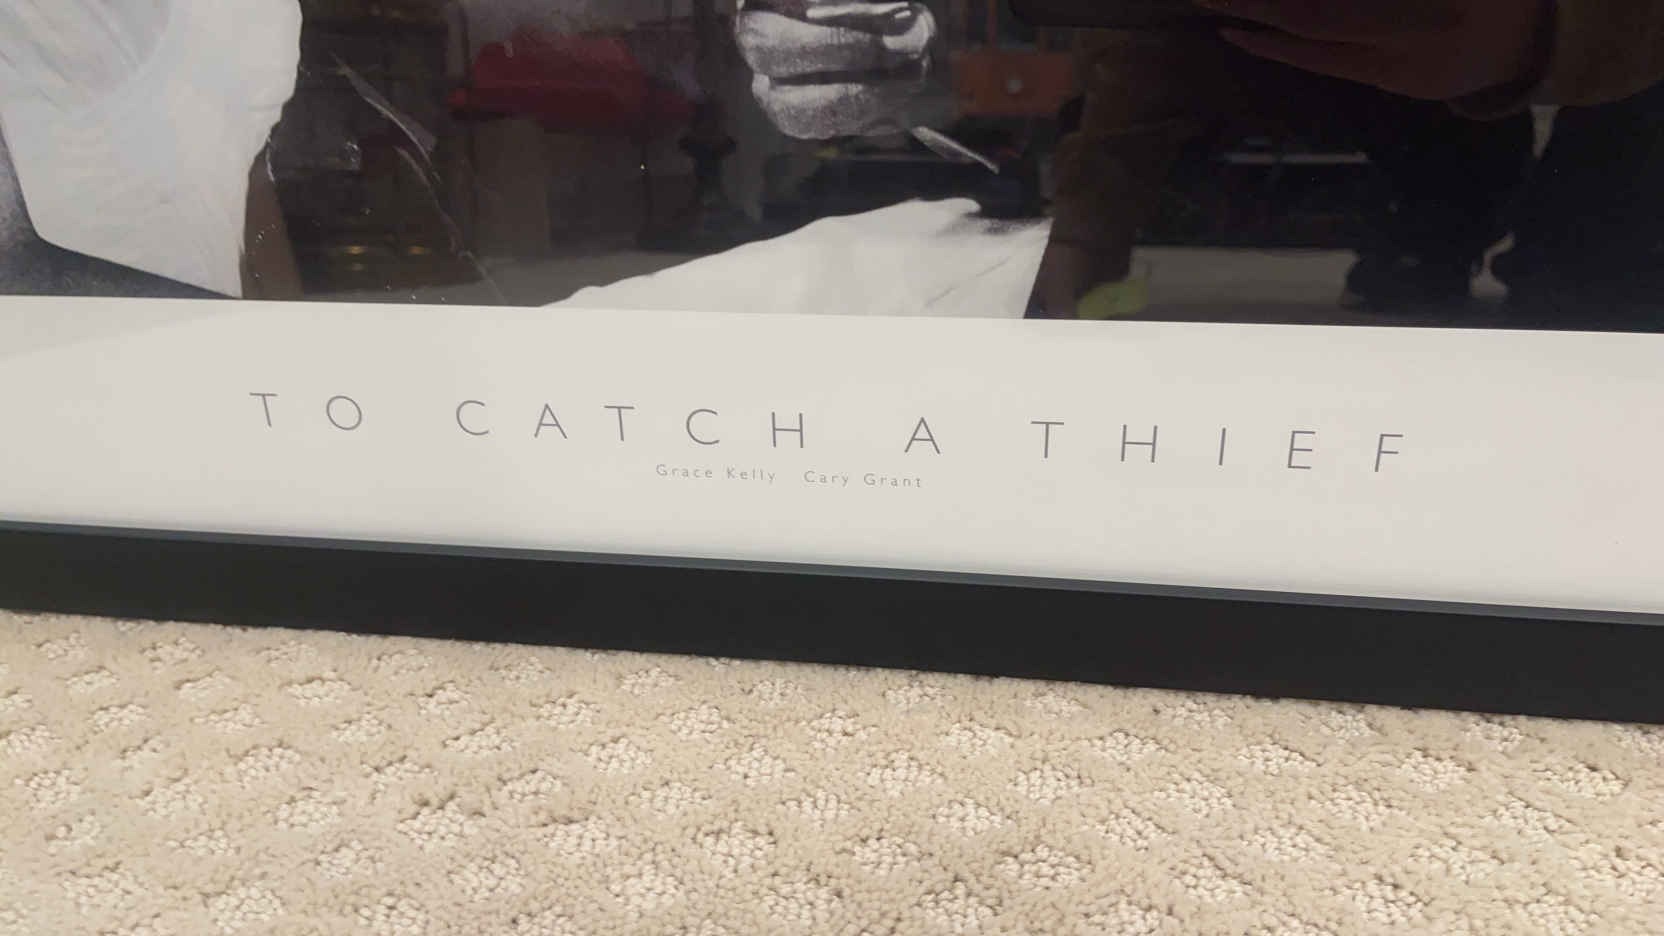 TO CATCH A THIEF
Grace Kelly Cary Grant